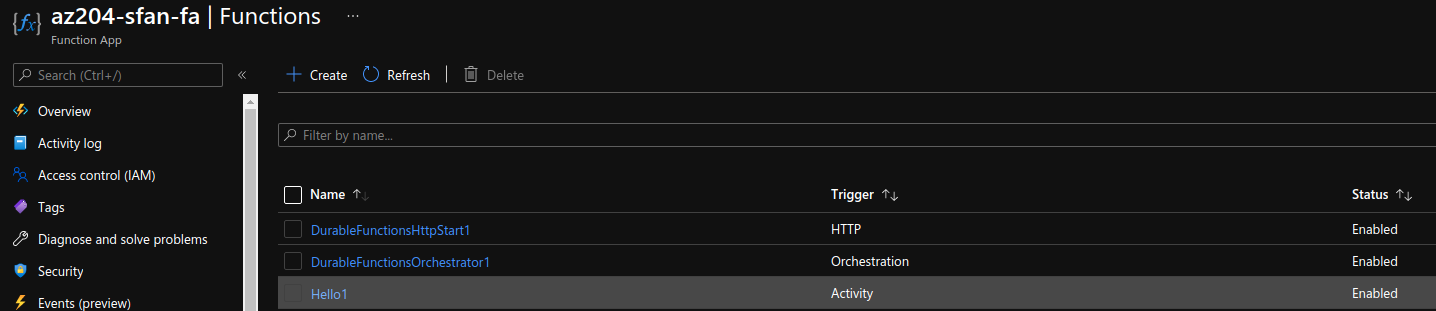 az204-sfan-fa | Functions ...
Function App
Search (Ctrl+/) «
Overview
Activity log
Access control (IAM)
Tags
Diagnose and solve problems
Security
Events (preview)
Create Refresh Delete
Filter by name...
Name Trigger Status
DurableFunctionsHttpStart1 HTTP Enabled
DurableFunctionsOrchestrator1 Orchestration Enabled
Hello1 Activity Enabled